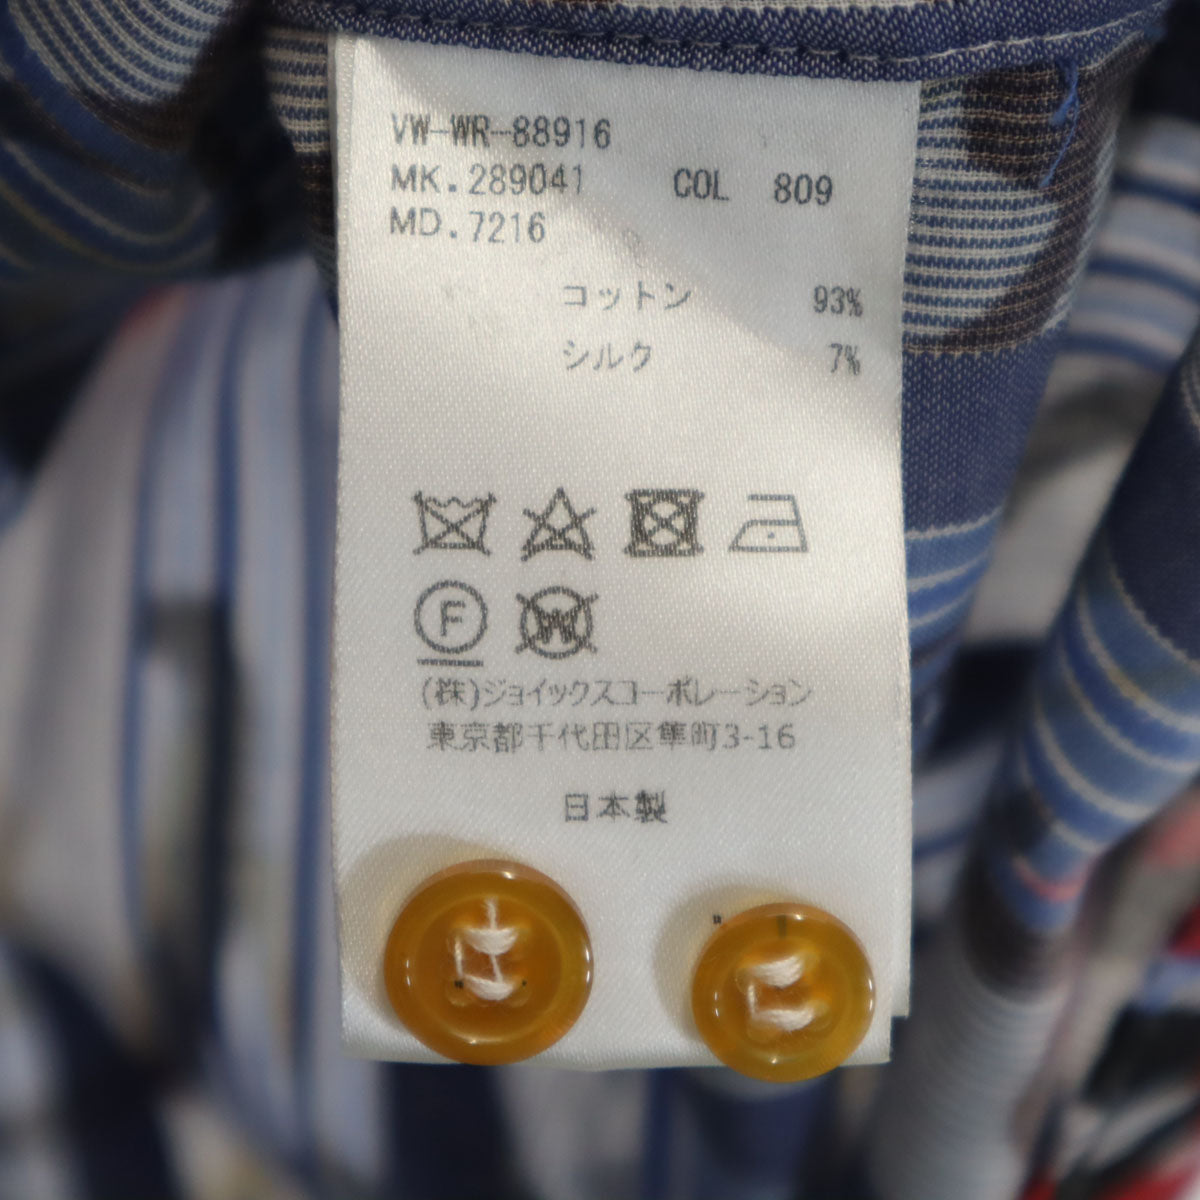 VW-WR-88916
MK.289041 COL 809
MD.7216
コットン 93%
シルク 7%
F
W
(株)ジョイックスコーポレーション
東京都千代田区隼町3-16
日本製